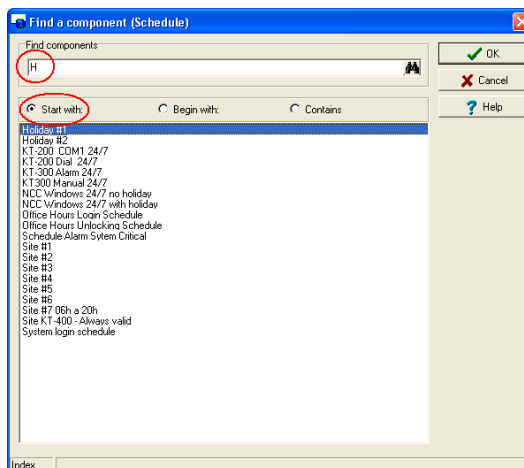 Find a component (Schedule)
Find components
H
OK
Cancel
Help
Start with:
Begin with:
Contains
Holiday #1
Holiday #2
KT-200 COM1 24/7
KT-200 Dial 24/7
KT-300 Alarm 24/7
KT300 Manual 24/7
NCC Windows 24/7 no holiday
NCC Windows 24/7 with holiday
Office Hours Login Schedule
Office Hours Unlocking Schedule
Schedule Alarm Sytem Critical
Site #1
Site #2
Site #3
Site #4
Site #5
Site #6
Site #7 06h a 20h
Site KT-400 - Always valid
System login schedule
Index